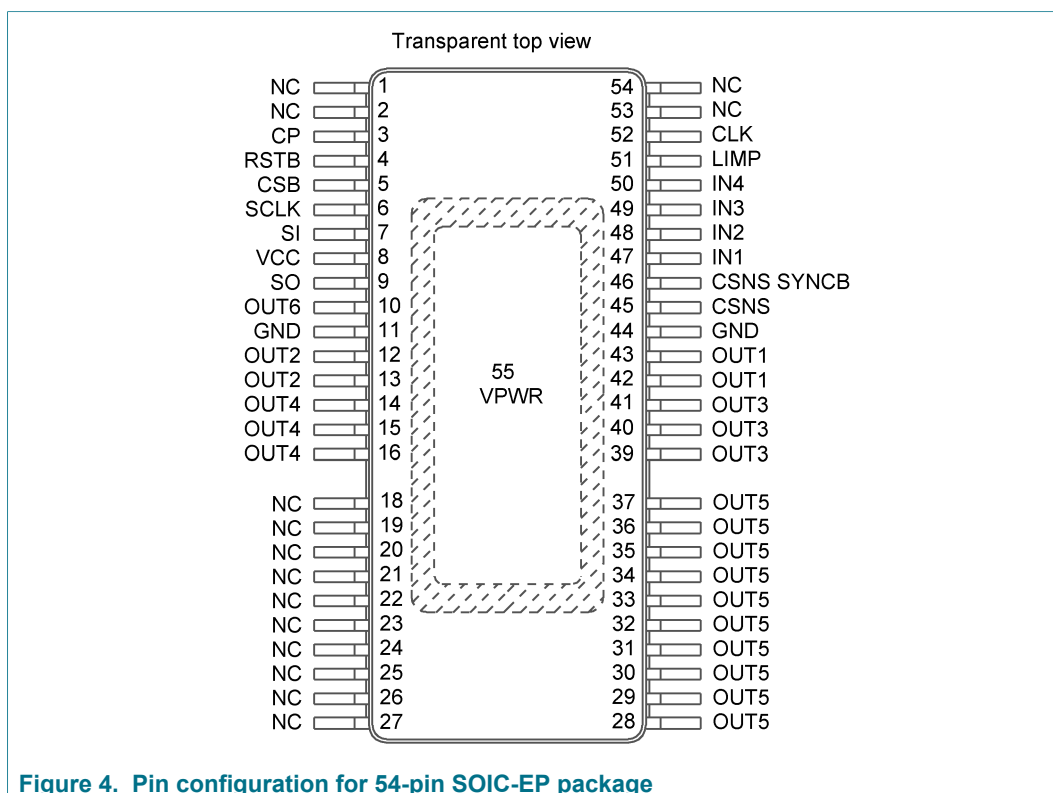 Transparent top view
NC 1 54 NC
NC 2 53 NC
CP 3 52 CLK
RSTB 4 51 LIMP
CSB 5 50 IN4
SCLK 6 49 IN3
SI 7 48 IN2
VCC 8 47 IN1
SO 9 46 CSNS SYNCB
OUT6 10 45 CSNS
GND 11 44 GND
OUT2 12 43 OUT1
OUT2 13 42 OUT1
OUT4 14 41 OUT3
OUT4 15 40 OUT3
OUT4 16 39 OUT3
55
VPWR
NC 18 37 OUT5
NC 19 36 OUT5
NC 20 35 OUT5
NC 21 34 OUT5
NC 22 33 OUT5
NC 23 32 OUT5
NC 24 31 OUT5
NC 25 30 OUT5
NC 26 29 OUT5
NC 27 28 OUT5
Figure 4. Pin configuration for 54-pin SOIC-EP package